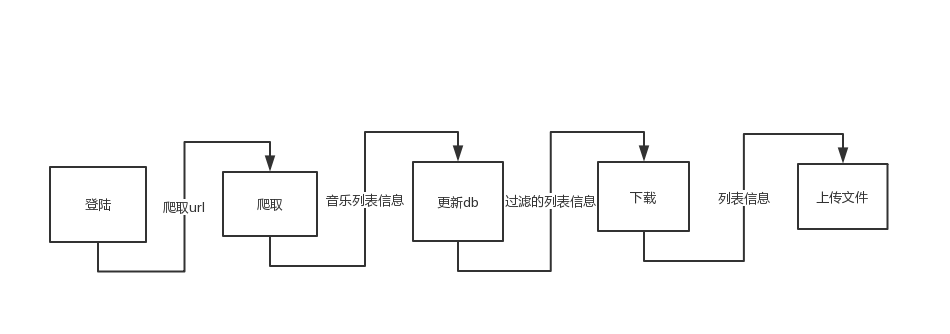 登陆
爬取url
爬取
音乐列表信息
更新db
过滤的列表信息
下载
列表信息
上传文件